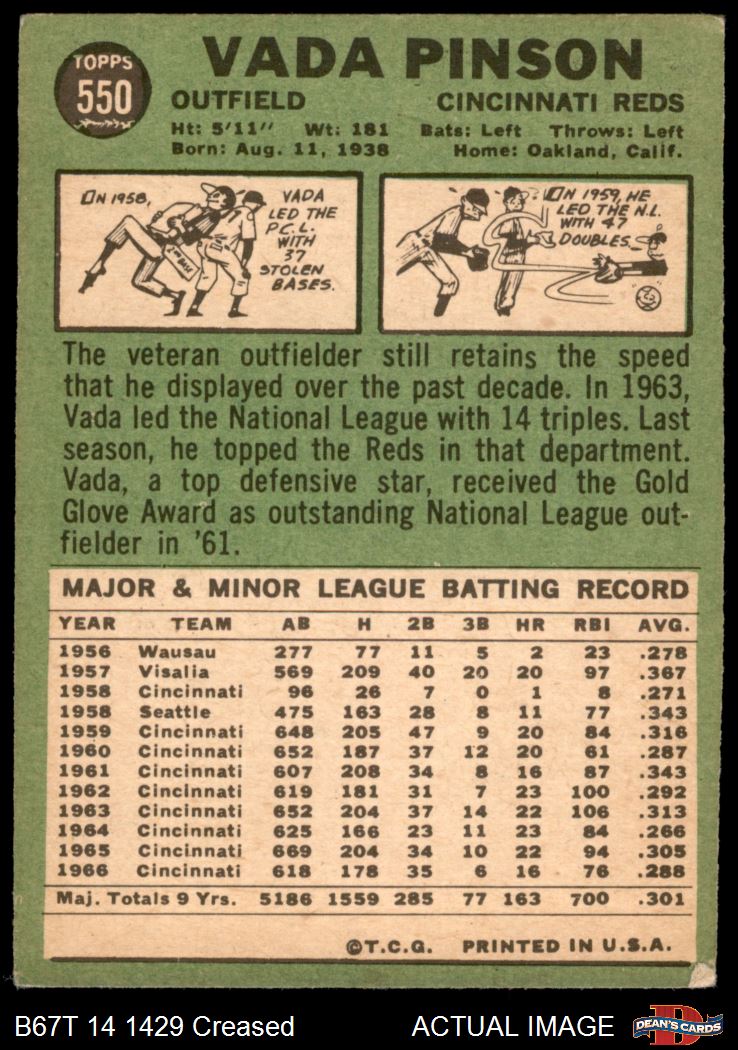 TOPPS
550
VADA PINSON
OUTFIELD CINCINNATI REDS
Ht: 5'11" Wt: 181 Bats: Left Throws: Left
Born: Aug. 11, 1938 Home: Oakland, Calif.
IN 1958,
VADA
LED THE
P.C.L.
WITH
37
STOLEN
BASES.
2ND BASE
IN 1959, HE
LED THE N.L.
WITH 47
DOUBLES.
The veteran outfielder still retains the speed
that he displayed over the past decade. In 1963,
Vada led the National League with 14 triples. Last
season, he topped the Reds in that department.
Vada, a top defensive star, received the Gold
Glove Award as outstanding National League out-
fielder in '61.
MAJOR & MINOR LEAGUE BATTING RECORD
YEAR TEAM AB H 2B 3B HR RBI AVG.
1956 Wausau 277 77 11 5 2 23 .278
1957 Visalia 569 209 40 20 20 97 .367
1958 Cincinnati 96 26 7 0 1 8 .271
1958 Seattle 475 163 28 8 11 77 .343
1959 Cincinnati 648 205 47 9 20 84 .316
1960 Cincinnati 652 187 37 12 20 61 .287
1961 Cincinnati 607 208 34 8 16 87 .343
1962 Cincinnati 619 181 31 7 23 100 .292
1963 Cincinnati 652 204 37 14 22 106 .313
1964 Cincinnati 625 166 23 11 23 84 .266
1965 Cincinnati 669 204 34 10 22 94 .305
1966 Cincinnati 618 178 35 6 16 76 .288
Maj. Totals 9 Yrs. 5186 1559 285 77 163 700 .301
©T.C.G. PRINTED IN U.S.A.
B67T 14 1429 Creased ACTUAL IMAGE
D
DEAN'S CARDS